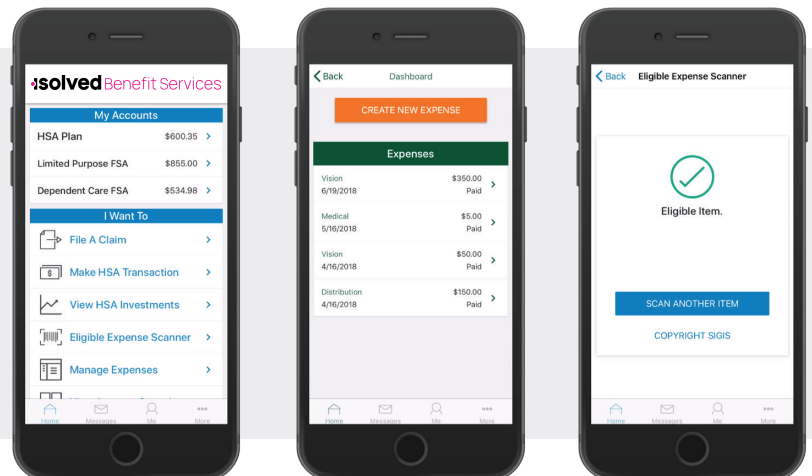 isolved Benefit Services
My Accounts
HSA Plan $600.35
Limited Purpose FSA $855.00
Dependent Care FSA $534.98
I Want To
File A Claim
$
Make HSA Transaction
View HSA Investments
Eligible Expense Scanner
Manage Expenses
Home Messages Me More
Back Dashboard
CREATE NEW EXPENSE
Expenses
Vision $350.00
6/19/2018 Paid
Medical $5.00
5/16/2018 Paid
Vision $50.00
4/16/2018 Paid
Distribution $150.00
4/16/2018 Paid
Home Messages Me More
Back Eligible Expense Scanner
Eligible Item.
SCAN ANOTHER ITEM
COPYRIGHT SIGIS
Home Messages Me More